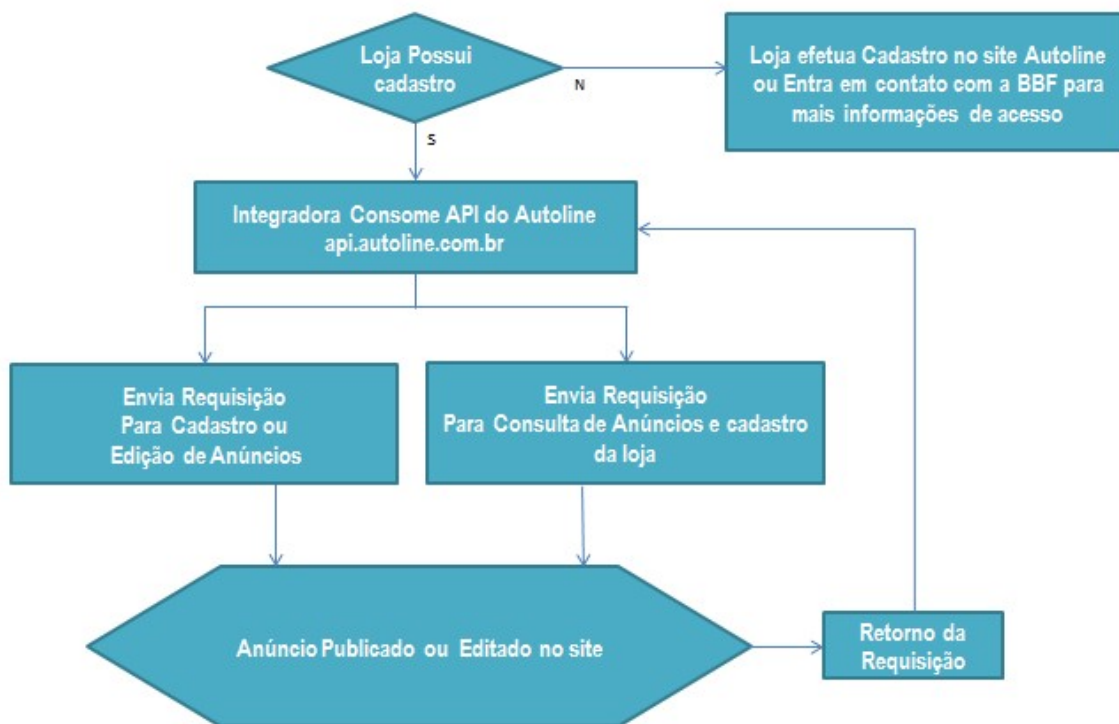 Loja Possui
cadastro
N
Loja efetua Cadastro no site Autoline
ou Entra em contato com a BBF para
mais informações de acesso
S
Integradora Consome API do Autoline
api.autoline.com.br
Envia Requisição
Para Cadastro ou
Edição de Anúncios
Envia Requisição
Para Consulta de Anúncios e cadastro
da loja
Anúncio Publicado ou Editado no site
Retorno da
Requisição